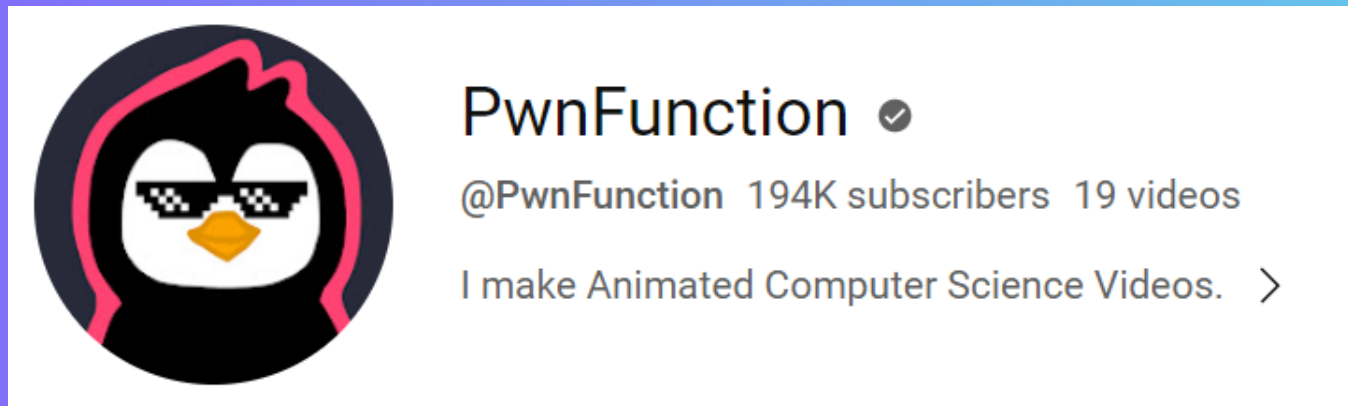 PwnFunction
@PwnFunction 194K subscribers 19 videos
I make Animated Computer Science Videos.